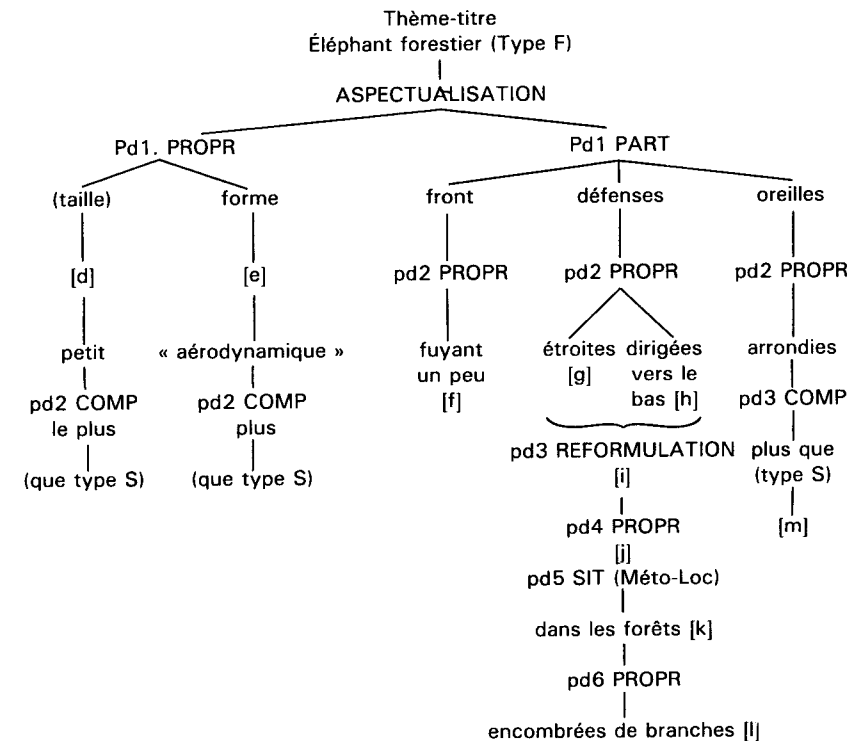 Thème-titre
Éléphant forestier (Type F)
ASPECTUALISATION
Pd1. PROPR Pd1 PART
(taille) forme front défenses oreilles
[d] [e] pd2 PROPR pd2 PROPR pd2 PROPR
petit « aérodynamique » fuyant étroites dirigées arrondies
un peu [g] vers le
pd2 COMP pd2 COMP [f] bas [h] pd3 COMP
le plus plus
pd3 REFORMULATION plus que
(que type S) (que type S) [i] (type S)
pd4 PROPR [m]
[j]
pd5 SIT (Méto-Loc)
dans les forêts [k]
pd6 PROPR
encombrées de branches [l]